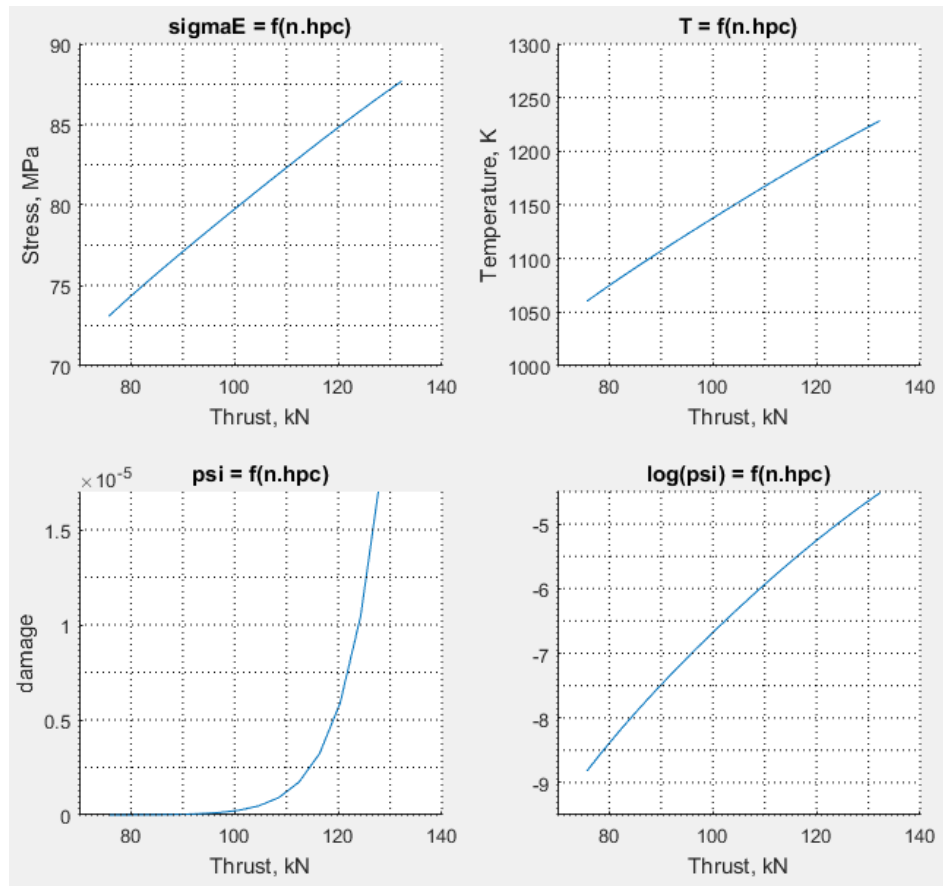 sigmaE = f(n.hpc)
90
85
80
75
70
Stress, MPa
80 100 120 140
Thrust, kN
T = f(n.hpc)
1300
1250
1200
1150
1100
1050
1000
Temperature, K
80 100 120 140
Thrust, kN
psi = f(n.hpc)
×10⁻⁵
1.5
1
0.5
0
damage
80 100 120 140
Thrust, kN
log(psi) = f(n.hpc)
-5
-6
-7
-8
-9
80 100 120 140
Thrust, kN